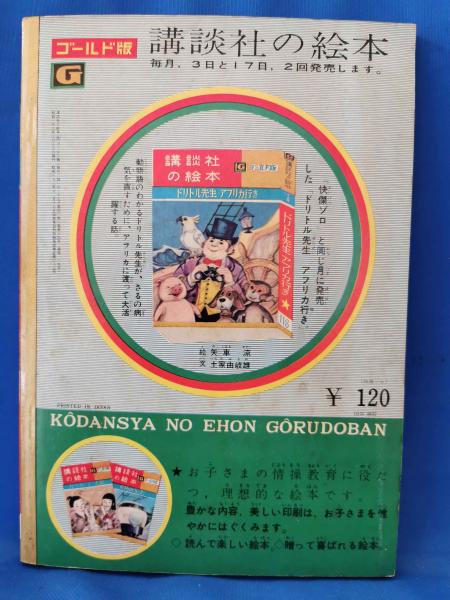 ゴールド版
G
講談社の絵本
毎月、3日と17日、2回発売します。
「快傑ゾロ」と同じ月に発売
した「ドリトル先生 アフリカ行き」
講談社
の絵本
G ゴールド版
ドリトル先生 アフリカ行き
ドリトル先生 アフリカ行き★
118
動物語のわかるドリトル先生が、さるの病
気を直すために、アフリカに渡って大活
躍する話
絵 矢車 涼
文 土家由岐雄
¥ 120
PRINTED IN JAPAN
KÔDANSYA NO EHON GÔRUDOBAN
講談社
の絵本
講談社
の絵本
★お子さまの情操教育に役だ
つ，理想的な絵本です。
豊かな内容，美しい印刷は，お子さまを健
やかにはぐくみます。
◇読んで楽しい絵本 ◇贈って喜ばれる絵本